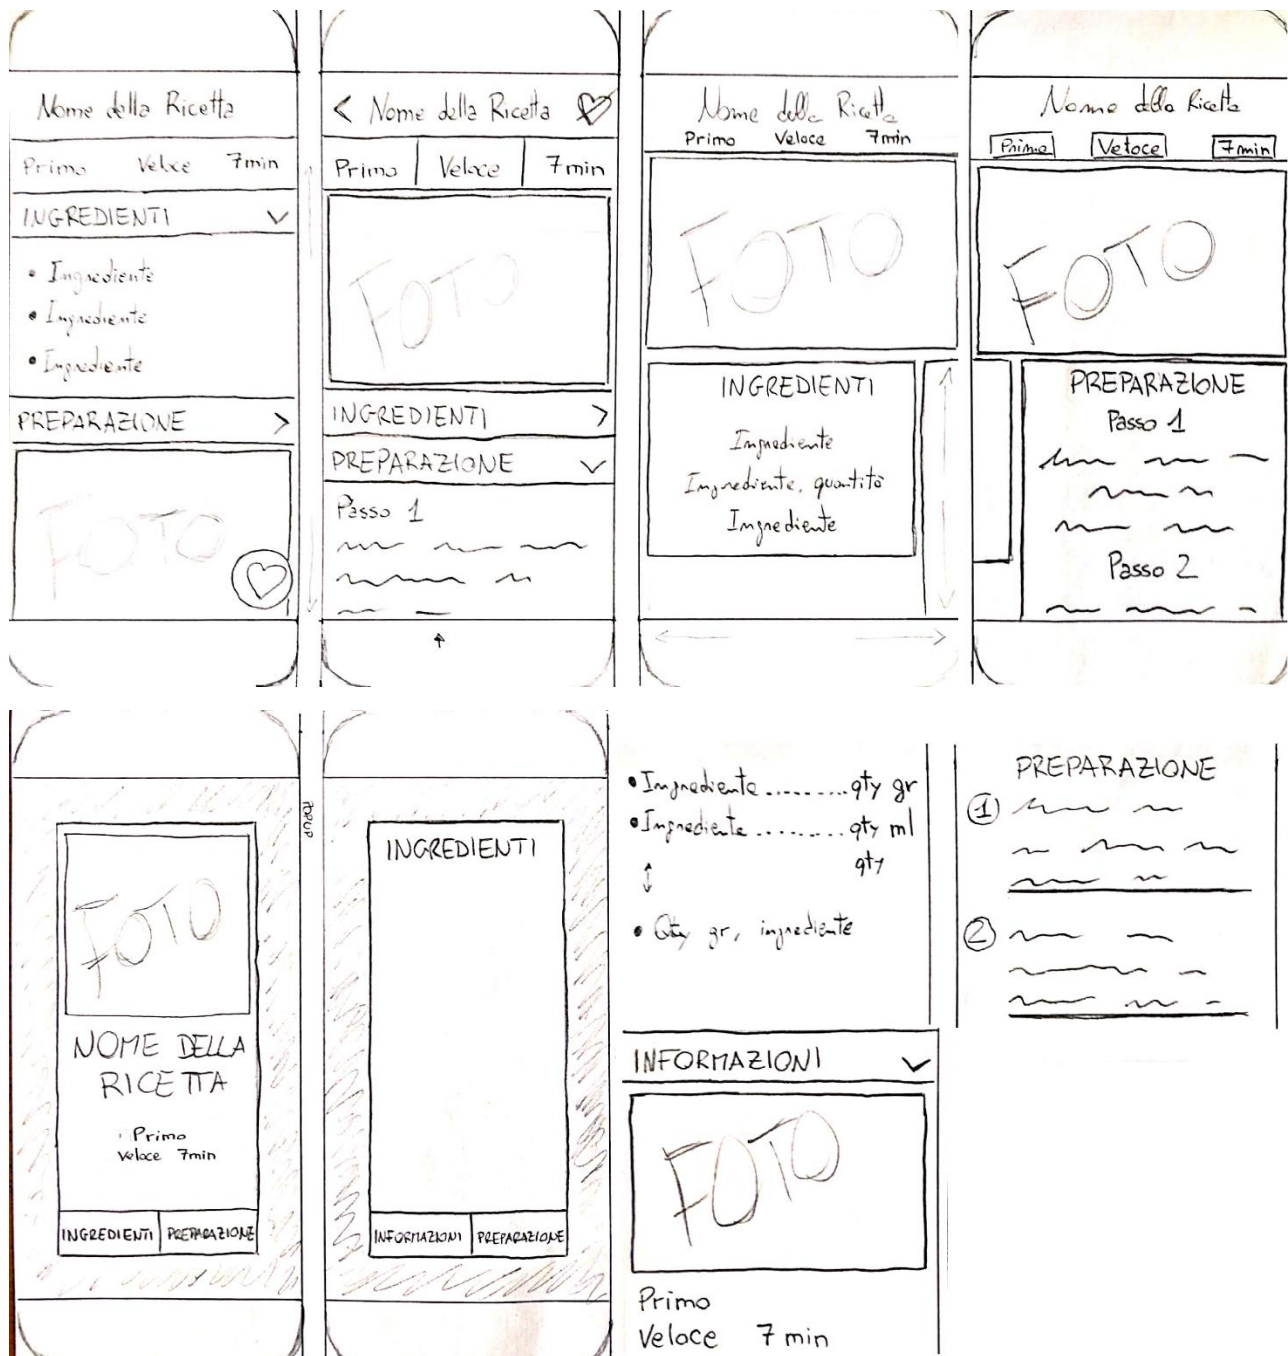 Nome della Ricetta
Primo Veloce 7min
INGREDIENTI
• Ingrediente
• Ingrediente
• Ingrediente
PREPARAZIONE
FOTO
< Nome della Ricetta
Primo Veloce 7min
FOTO
INGREDIENTI >
PREPARAZIONE
Passo 1
Nome della Ricetta
Primo Veloce 7min
FOTO
INGREDIENTI
Ingrediente
Ingrediente, quantità
Ingrediente
Nome della Ricetta
Primo Veloce 7min
FOTO
PREPARAZIONE
Passo 1
Passo 2
FOTO
NOME DELLA
RICETTA
Primo
Veloce 7min
INGREDIENTI PREPARAZIONE
POPUP
INGREDIENTI
INFORMAZIONI PREPARAZIONE
• Ingrediente ......... qty gr
• Ingrediente ......... qty ml
qty
• Qty gr, ingrediente
INFORMAZIONI
FOTO
Primo
Veloce 7 min
PREPARAZIONE
1
2